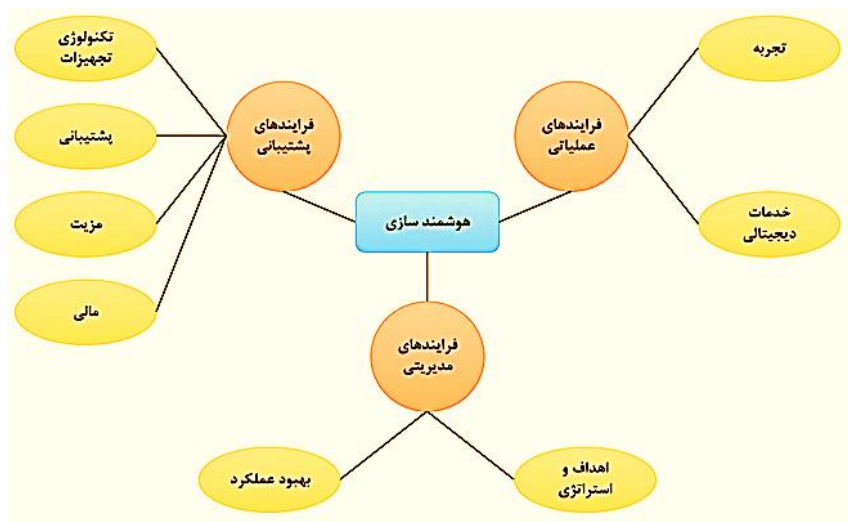 تجربه
خدمات
دیجیتالی
فرایندهای
عملیاتی
هوشمند سازی
فرایندهای
پشتیبانی
تکنولوژی
تجهیزات
پشتیبانی
مزیت
مالی
فرایندهای
مدیریتی
اهداف و
استراتژی
بهبود عملکرد